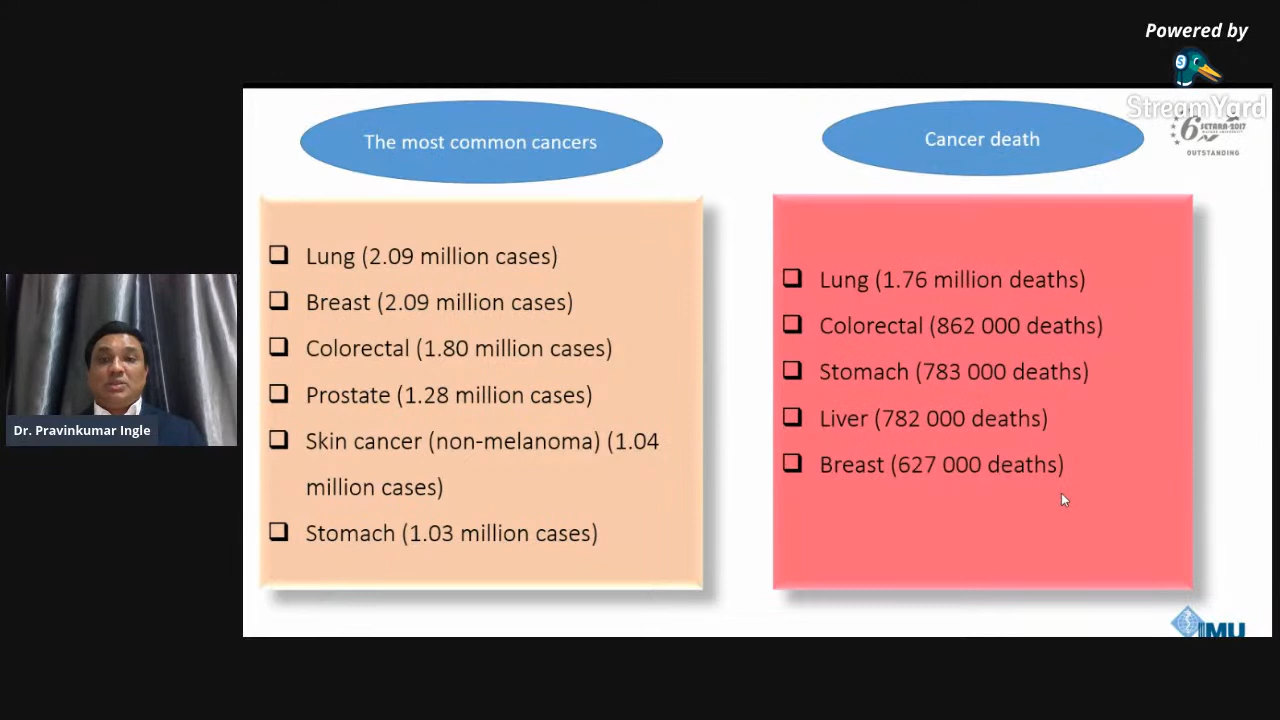 Powered by
StreamYard
The most common cancers
Cancer death
6
SETARA-2017
OUTSTANDING
Lung (2.09 million cases)
Breast (2.09 million cases)
Colorectal (1.80 million cases)
Prostate (1.28 million cases)
Skin cancer (non-melanoma) (1.04
million cases)
Stomach (1.03 million cases)
Lung (1.76 million deaths)
Colorectal (862 000 deaths)
Stomach (783 000 deaths)
Liver (782 000 deaths)
Breast (627 000 deaths)
Dr. Pravinkumar Ingle
IMU